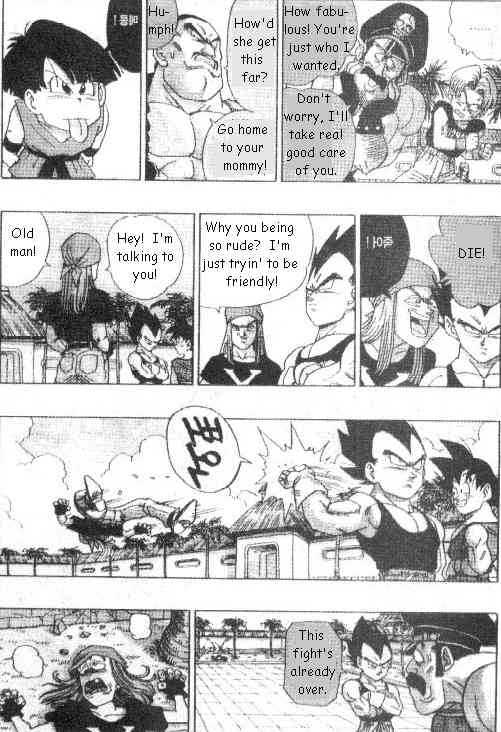 Hu-
mph!
How'd
she get
this
far?
Go home
to your
mommy!
How fabu-
lous! You're
just who I
wanted.
Don't
worry, I'll
take real
good care
of you.
........
Old
man!
Hey! I'm
talking to
you!
Why you being
so rude? I'm
just tryin' to be
friendly!
DIE!
This
fight's
already
over.